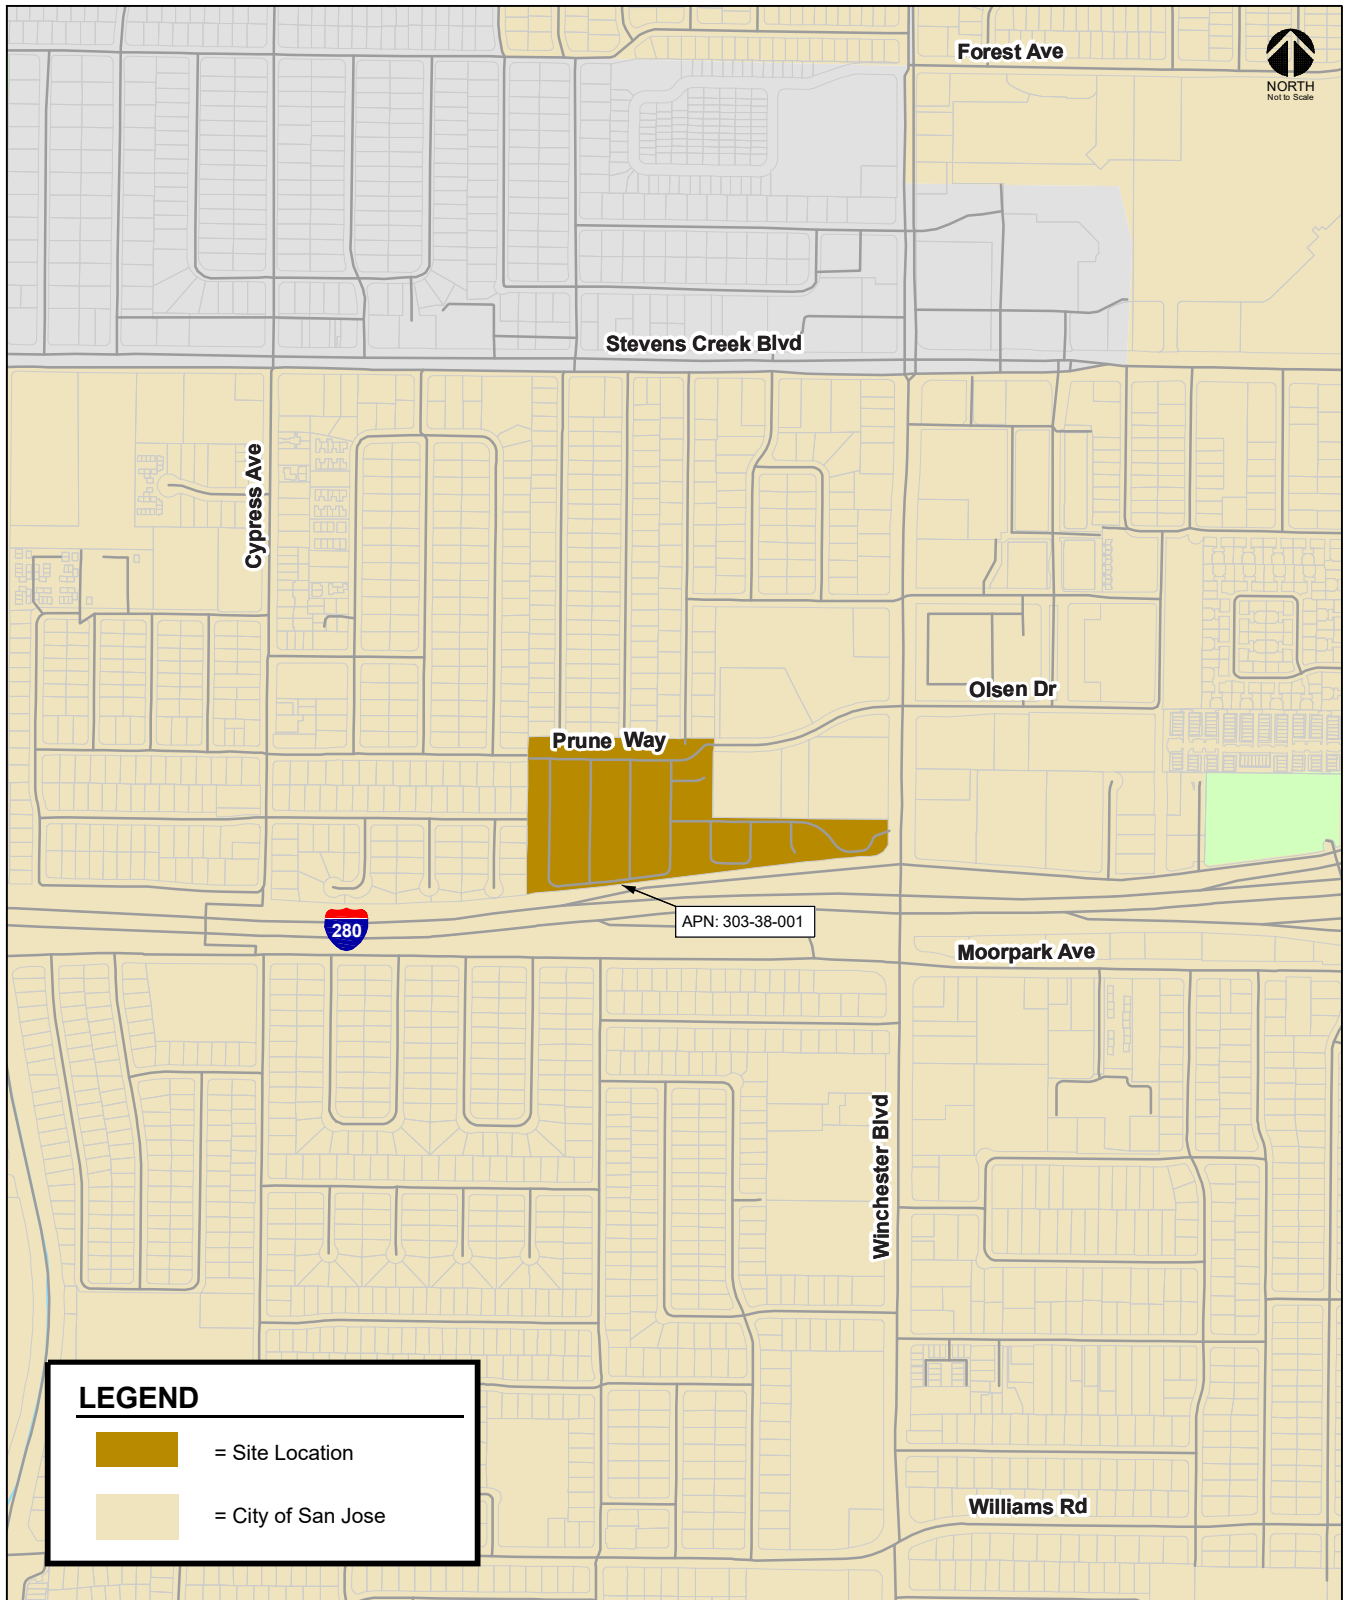 Forest Ave
NORTH
Not to Scale
Stevens Creek Blvd
Cypress Ave
Olsen Dr
Prune Way
APN: 303-38-001
280
Moorpark Ave
Winchester Blvd
LEGEND
= Site Location
= City of San Jose
Williams Rd